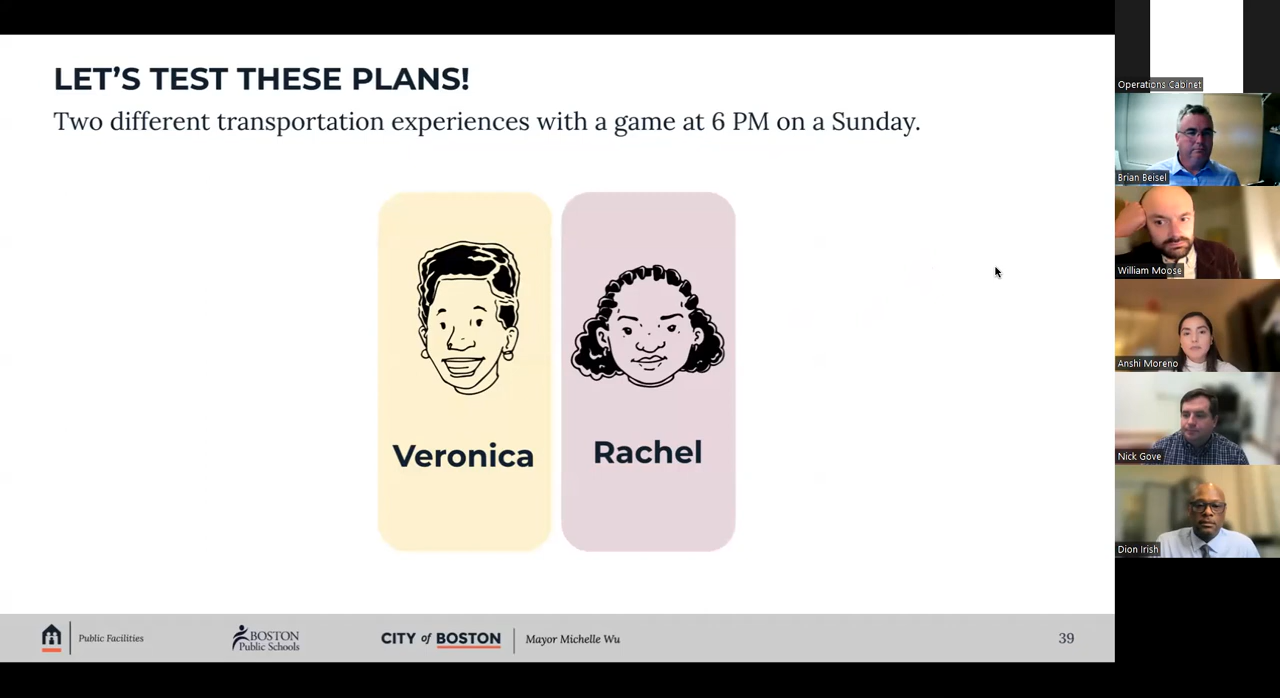 LET'S TEST THESE PLANS!
Two different transportation experiences with a game at 6 PM on a Sunday.
Veronica
Rachel
Public Facilities
BOSTON
Public Schools
CITY of BOSTON
Mayor Michelle Wu
39
Operations Cabinet
Brian Beisel
William Moose
Anshi Moreno
Nick Gove
Dion Irish